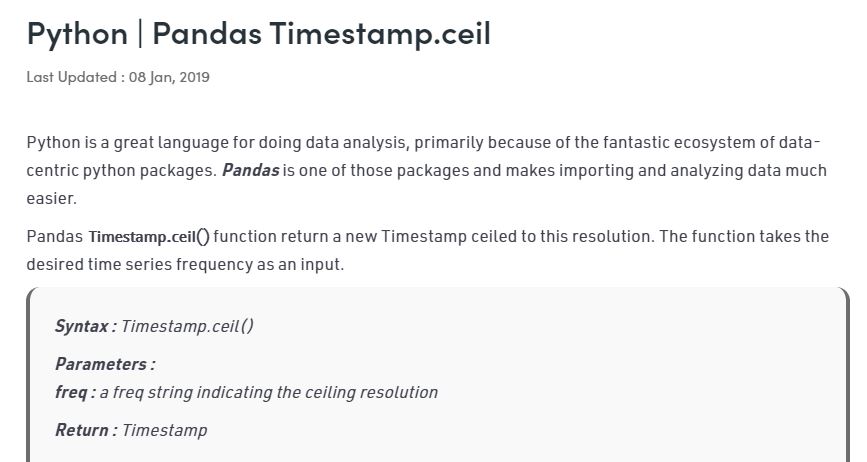 Python | Pandas Timestamp.ceil
Last Updated : 08 Jan, 2019
Python is a great language for doing data analysis, primarily because of the fantastic ecosystem of data-
centric python packages. Pandas is one of those packages and makes importing and analyzing data much
easier.
Pandas Timestamp.ceil() function return a new Timestamp ceiled to this resolution. The function takes the
desired time series frequency as an input.
Syntax : Timestamp.ceil()
Parameters :
freq : a freq string indicating the ceiling resolution
Return : Timestamp